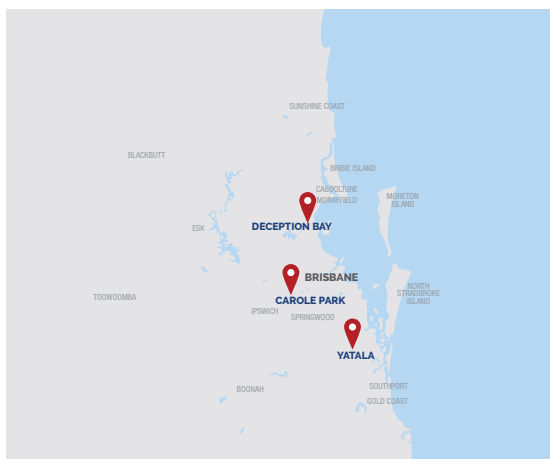 SUNSHINE COAST
BLACKBUTT
BRIBIE ISLAND
CABOOLTURE
MORAYFIELD
MORETON
ISLAND
DECEPTION BAY
ESK
BRISBANE
NORTH
STRADBROKE
ISLAND
TOOWOOMBA
CAROLE PARK
IPSWICH
SPRINGWOOD
YATALA
BOONAH
SOUTHPORT
GOLD COAST